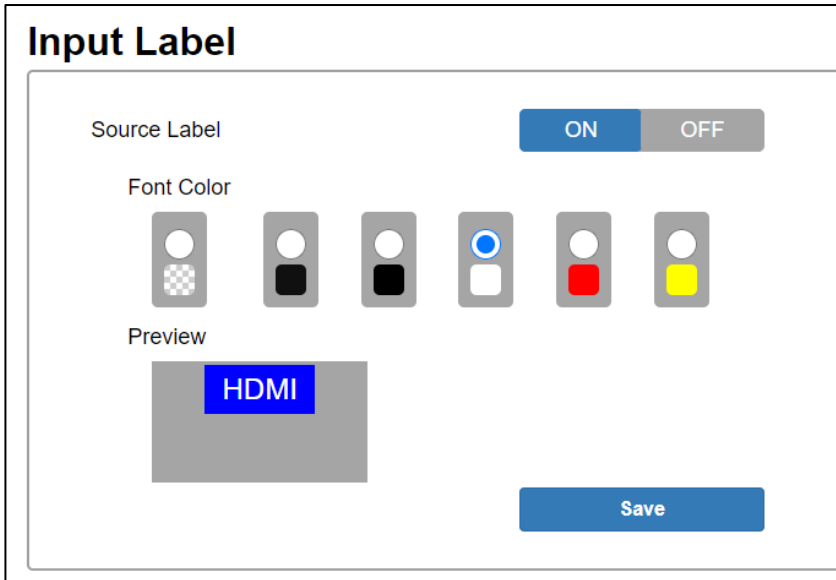 Input Label
Source Label ON OFF
Font Color
Preview
HDMI
Save